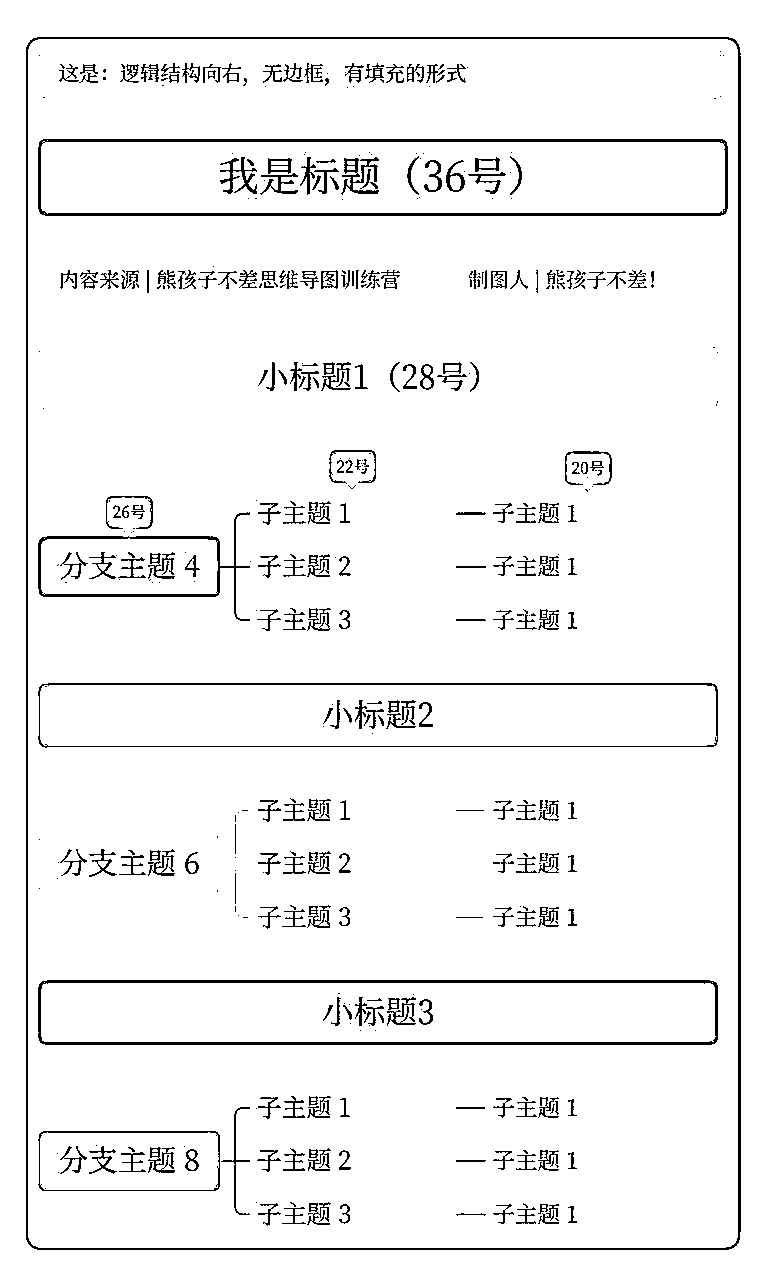 这是：逻辑结构向右，无边框，有填充的形式
我是标题（36号）
内容来源 | 熊孩子不差思维导图训练营 制图人 | 熊孩子不差！
小标题1（28号）
22号 20号
26号
子主题 1 子主题 1
分支主题 4 子主题 2 子主题 1
子主题 3 子主题 1
小标题2
子主题 1 子主题 1
分支主题 6 子主题 2 子主题 1
子主题 3 子主题 1
小标题3
子主题 1 子主题 1
分支主题 8 子主题 2 子主题 1
子主题 3 子主题 1